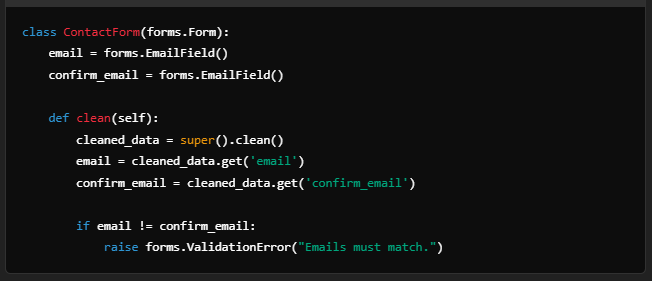 class ContactForm(forms.Form):
    email = forms.EmailField()
    confirm_email = forms.EmailField()

    def clean(self):
        cleaned_data = super().clean()
        email = cleaned_data.get('email')
        confirm_email = cleaned_data.get('confirm_email')

        if email != confirm_email:
            raise forms.ValidationError("Emails must match.")